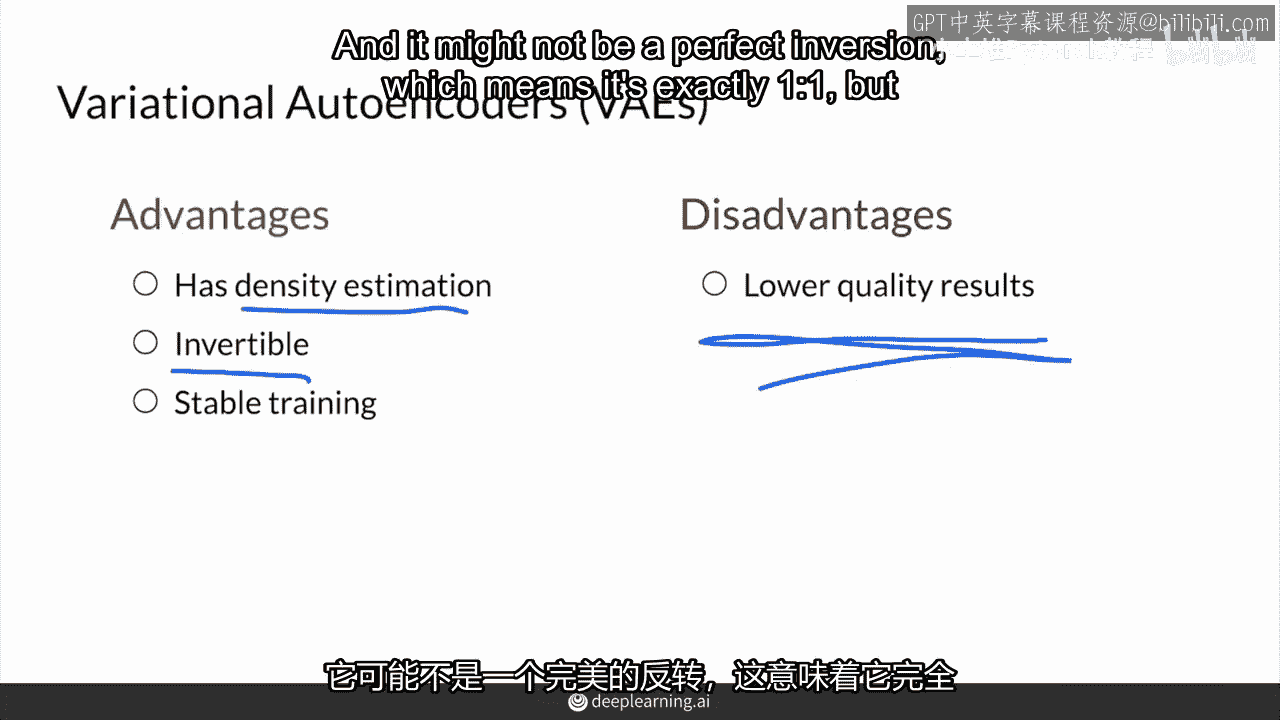 GPT中英字幕课程资源@bilibili.com
And it might not be a perfect inversion,
which means it's exactly 1:1, but
Variational Autoencoders (VAEs)
Advantages
Has density estimation
Invertible
Stable training
Disadvantages
Lower quality results
它可能不是一个完美的反转，这意味着它完全
deeplearning.ai